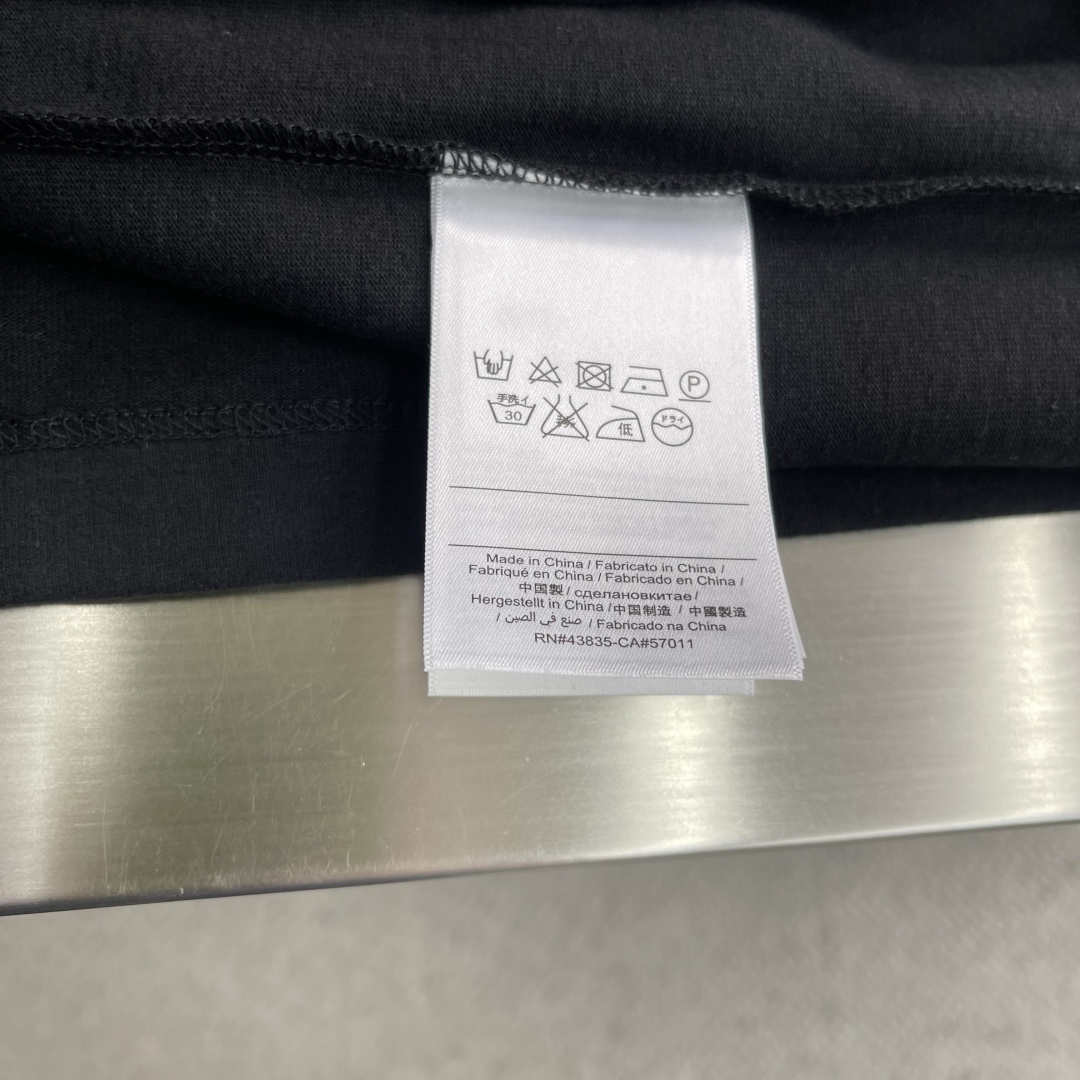 P
手洗イ
30
低
ドライ
Made in China / Fabricato in China /
Fabriqué en China / Fabricado en China /
中国製 / сделановкитае /
Hergestellt in China / 中国制造 / 中國製造
/ صنع في الصين / Fabricado na China
RN#43835-CA#57011